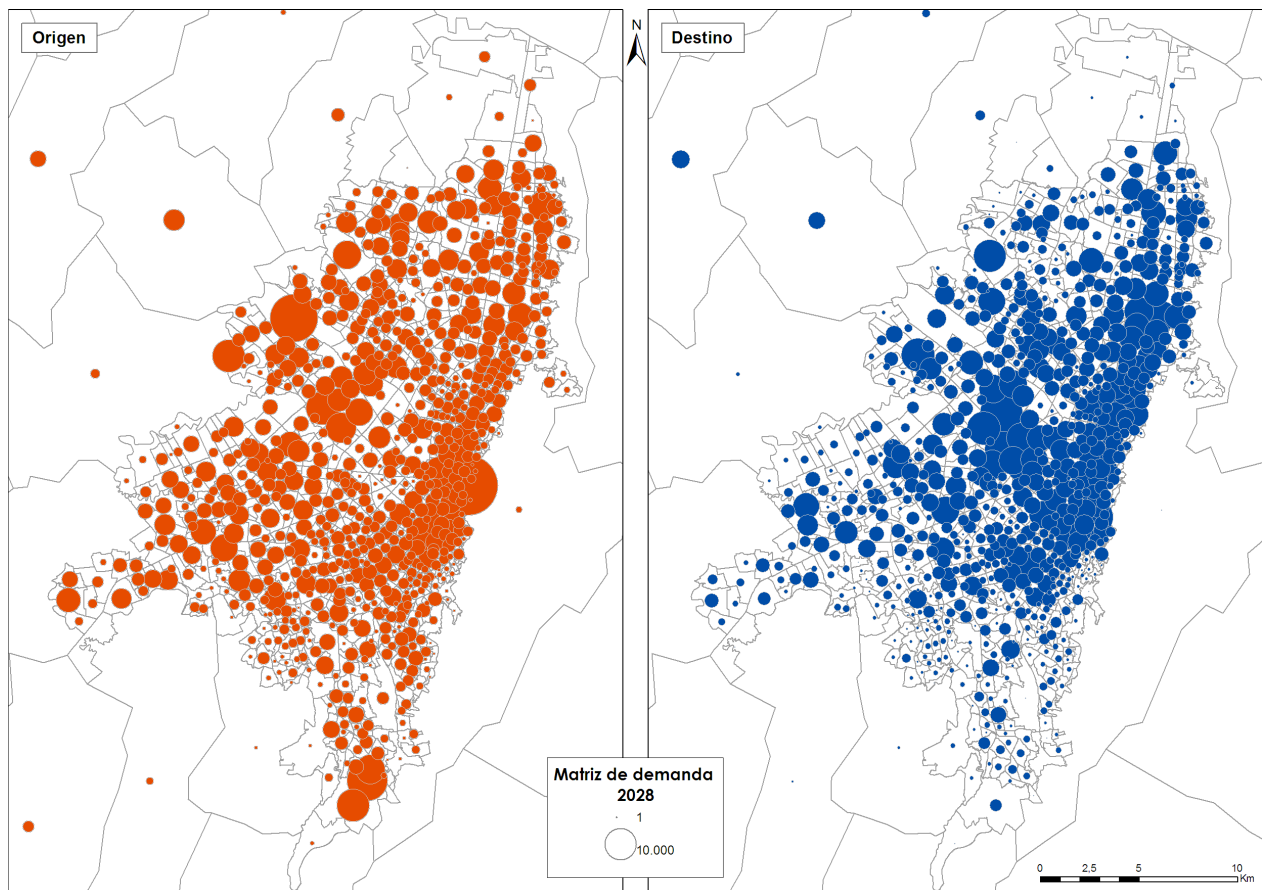 Origen
N
Destino
Matriz de demanda
2028
1
10.000
0 2,5 5 10
Km